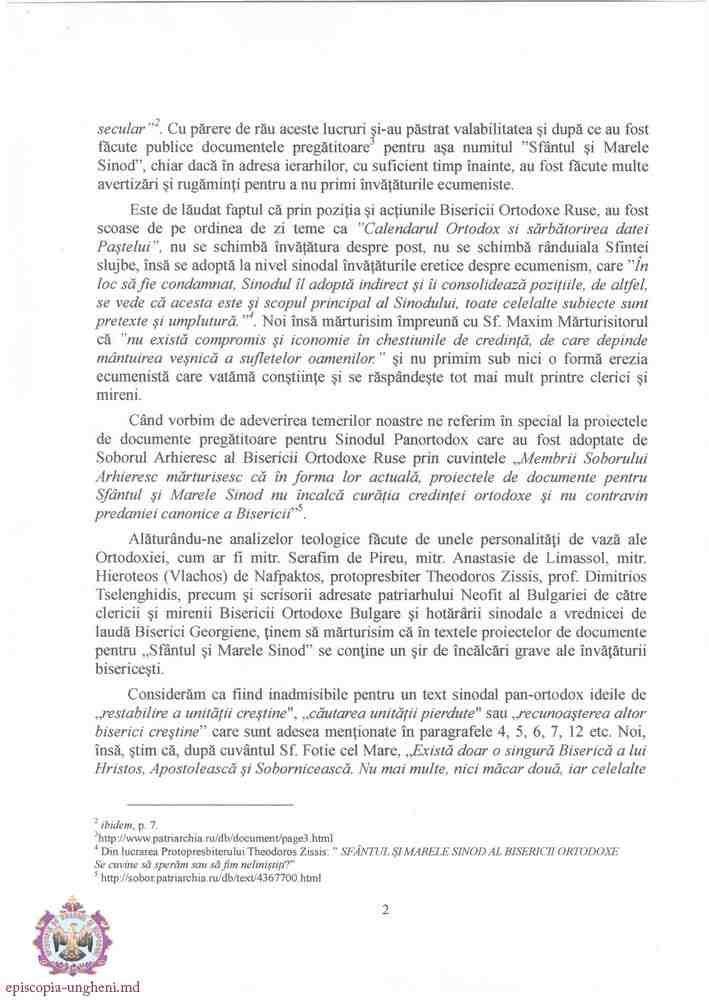 secular”². Cu părere de rău aceste lucruri şi-au păstrat valabilitatea şi după ce au fost
făcute publice documentele pregătitoare³ pentru aşa numitul ”Sfântul şi Marele
Sinod”, chiar dacă în adresa ierarhilor, cu suficient timp înainte, au fost făcute multe
avertizări şi rugăminţi pentru a nu primi învăţăturile ecumeniste.
Este de lăudat faptul că prin poziţia şi acţiunile Bisericii Ortodoxe Ruse, au fost
scoase de pe ordinea de zi teme ca ”Calendarul Ortodox si sărbătorirea datei
Paştelui”, nu se schimbă învăţătura despre post, nu se schimbă rânduiala Sfintei
slujbe, însă se adoptă la nivel sinodal învăţăturile eretice despre ecumenism, care ”În
loc să fie condamnat, Sinodul îl adoptă indirect şi îi consolidează poziţiile, de altfel,
se vede că acesta este şi scopul principal al Sinodului, toate celelalte subiecte sunt
pretexte şi umplutură.”⁴. Noi însă mărturisim împreună cu Sf. Maxim Mărturisitorul
că ”nu există compromis şi iconomie în chestiunile de credinţă, de care depinde
mântuirea veşnică a sufletelor oamenilor.” şi nu primim sub nici o formă erezia
ecumenistă care vatămă conştiinţe şi se răspândeşte tot mai mult printre clerici şi
mireni.
Când vorbim de adeverirea temerilor noastre ne referim în special la proiectele
de documente pregătitoare pentru Sinodul Panortodox care au fost adoptate de
Soborul Arhieresc al Bisericii Ortodoxe Ruse prin cuvintele „Membrii Soborului
Arhieresc mărturisesc că în forma lor actuală, proiectele de documente pentru
Sfântul şi Marele Sinod nu încalcă curăţia credinţei ortodoxe şi nu contravin
predaniei canonice a Bisericii”⁵.
Alăturându-ne analizelor teologice făcute de unele personalităţi de vază ale
Ortodoxiei, cum ar fi mitr. Serafim de Pireu, mitr. Anastasie de Limassol, mitr.
Hieroteos (Vlachos) de Nafpaktos, protopresbiter Theodoros Zissis, prof. Dimitrios
Tselenghidis, precum şi scrisorii adresate patriarhului Neofit al Bulgariei de către
clericii şi mirenii Bisericii Ortodoxe Bulgare şi hotărârii sinodale a vrednicei de
laudă Biserici Georgiene, ţinem să mărturisim că în textele proiectelor de documente
pentru „Sfântul şi Marele Sinod” se conţine un şir de încălcări grave ale învăţăturii
bisericeşti.
Considerăm ca fiind inadmisibile pentru un text sinodal pan-ortodox ideile de
„restabilire a unităţii creştine", „căutarea unităţii pierdute" sau „recunoaşterea altor
biserici creştine” care sunt adesea menţionate în paragrafele 4, 5, 6, 7, 12 etc. Noi,
însă, ştim că, după cuvântul Sf. Fotie cel Mare, „Există doar o singură Biserică a lui
Hristos, Apostolească şi Sobornicească. Nu mai multe, nici măcar două, iar celelalte
² ibidem, p. 7.
³http://www.patriarchia.ru/db/document/page3.html
⁴ Din lucrarea Protopresbiterului Theodoros Zissis: ” SFÂNTUL ŞI MARELE SINOD AL BISERICII ORTODOXE
Se cuvine să sperăm sau să fim neliniştiţi?”
⁵ http://sobor.patriarchia.ru/db/text/4367700.html
2
episcopia-ungheni.md